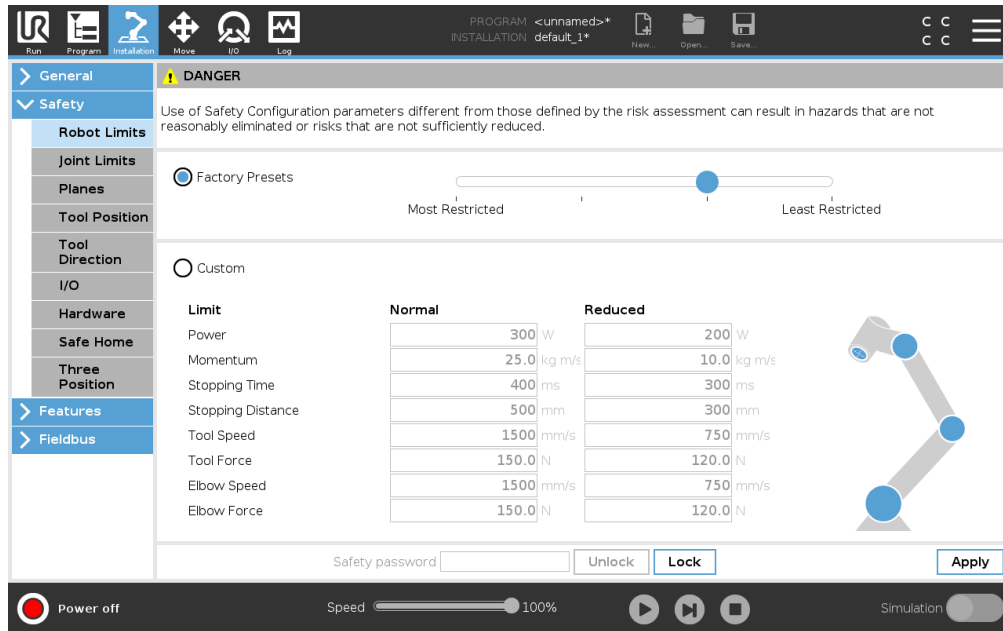 PROGRAM <unnamed>*
INSTALLATION default_1*
UR
Run
Program
Installation
Move
I/O
Log
New...
Open...
Save...
C C
C C
General
Safety
Robot Limits
Joint Limits
Planes
Tool Position
Tool
Direction
I/O
Hardware
Safe Home
Three
Position
Features
Fieldbus
! DANGER
Use of Safety Configuration parameters different from those defined by the risk assessment can result in hazards that are not
reasonably eliminated or risks that are not sufficiently reduced.
Factory Presets
Most Restricted Least Restricted
Custom
Limit Normal Reduced
Power 300 W 200 W
Momentum 25.0 kg m/s 10.0 kg m/s
Stopping Time 400 ms 300 ms
Stopping Distance 500 mm 300 mm
Tool Speed 1500 mm/s 750 mm/s
Tool Force 150.0 N 120.0 N
Elbow Speed 1500 mm/s 750 mm/s
Elbow Force 150.0 N 120.0 N
Safety password Unlock Lock Apply
Power off Speed 100% Simulation